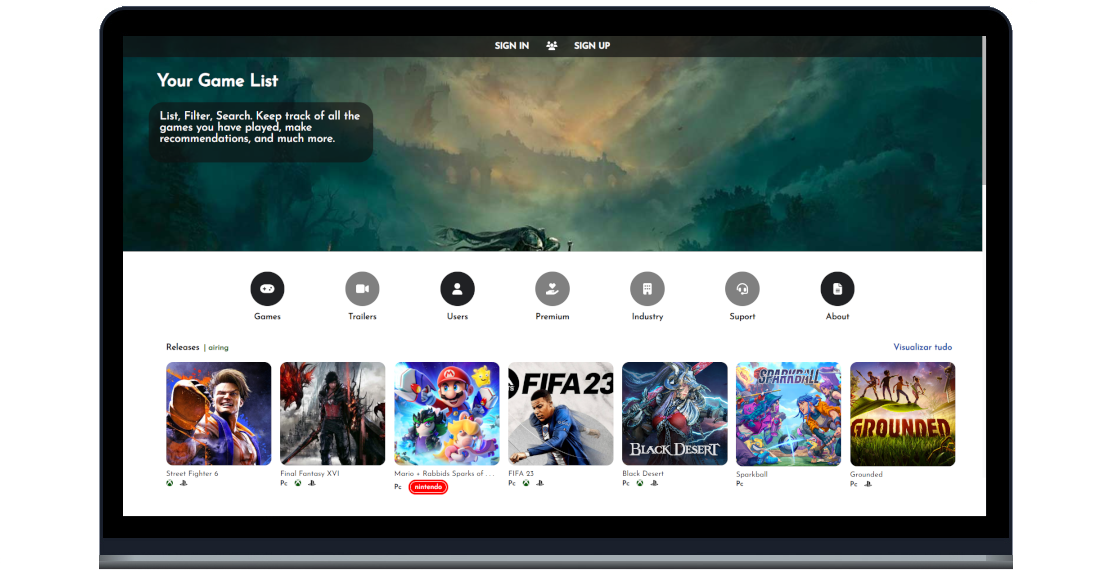 SIGN IN SIGN UP
Your Game List
List, Filter, Search. Keep track of all the
games you have played, make
recommendations, and much more.
Games Trailers Users Premium Industry Suport About
Releases | airing Visualizar tudo
FIFA 23
SPARKBALL
BLACK DESERT
GROUNDED
Street Fighter 6 Final Fantasy XVI Mario + Rabbids Sparks of . . . FIFA 23 Black Desert Sparkball Grounded
Pc Pc nintendo Pc Pc Pc Pc